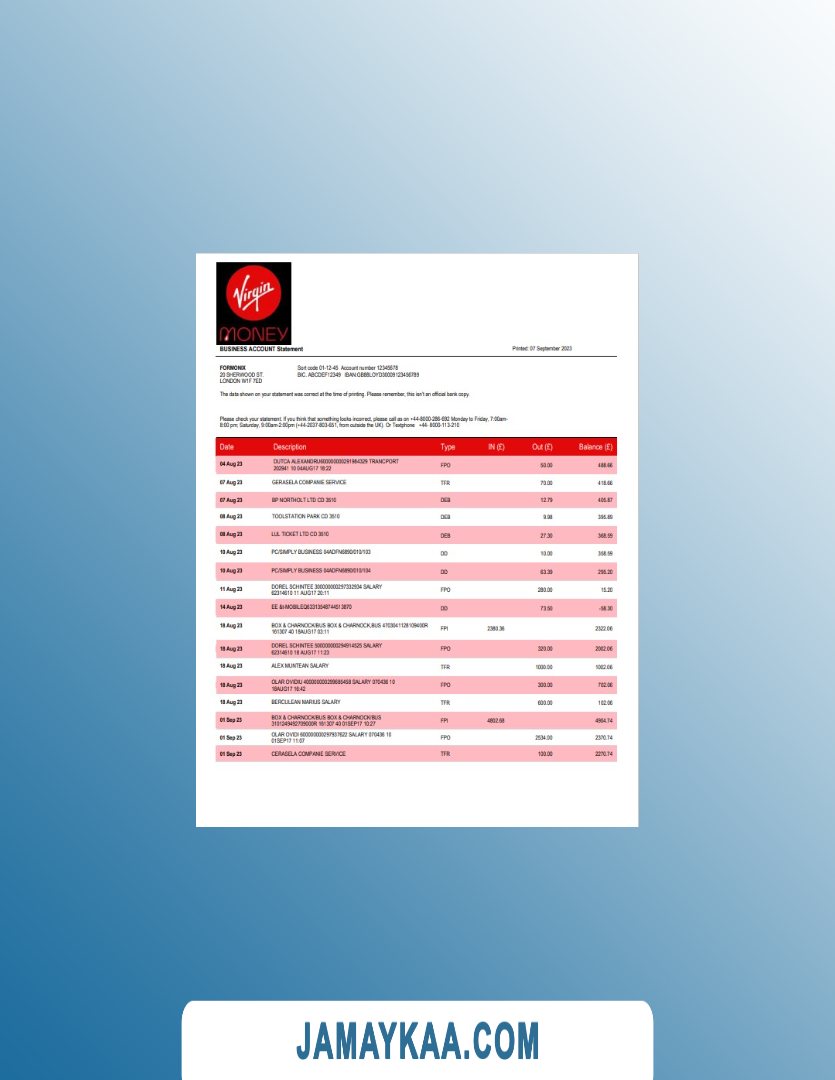 Virgin
MONEY
BUSINESS ACCOUNT Statement
Printed: 07 September 2023
FORMONIX
20 SHERWOOD ST.
LONDON W1F 7ED
Sort code 01-12-45 Account number 12345678
BIC. ABCDEF12349 IBAN.GB88LOYD30009123456789
The data shown on your statement was correct at the time of printing. Please remember, this isn't an official bank copy.
Please check your statement. If you think that something looks incorrect, please call us on +44-8000-286-692 Monday to Friday, 7:00am-
8:00 pm; Saturday, 9:00am-2:00pm (+44-2037-803-651, from outside the UK). Or Textphone +44- 8000-113-210
Date Description Type IN (£) Out (£) Balance (£)
04 Aug 23 DUTCA TRANCPORT
202941 10 04AUG17 16:22 FPO 50.00 488.66
07 Aug 23 GERASELA COMPANIE SERVICE TFR 70.00 418.66
07 Aug 23 BP NORTHOLT LTD CD 3510 DEB 12.79 405.87
08 Aug 23 TOOLSTATION PARK CD 3510 DEB 9.98 395.89
08 Aug 23 LUL TICKET LTD CD 3510 DEB 27.30 368.59
10 Aug 23 PC/SIMPLY BUSINESS 04ADFN6890/010/103 DD 10.00 358.59
10 Aug 23 PC/SIMPLY BUSINESS 04ADFN6890/010/104 DD 63.39 295.20
11 Aug 23 DOREL SCHINTEE SALARY
62314610 11 AUG17 20:11 FPO 280.00 15.20
14 Aug 23 EE DD 73.50 -58.30
18 Aug 23 BOX & CHARNOCK/BUS BOX & CHARNOCK,BUS
161307 40 18AUG17 03:11 FPI 2380.36 2322.06
18 Aug 23 DOREL SCHINTEE SALARY
62314610 18 AUG17 11:23 FPO 320.00 2002.06
18 Aug 23 ALEX MUNTEAN SALARY TFR 1000.00 1002.06
18 Aug 23 OLAR OVIDIU SALARY 070436 10
18AUG17 16:42 FPO 300.00 702.06
18 Aug 23 BERCULEAN MARIUS SALARY TFR 600.00 102.06
01 Sep 23 BOX & CHARNOCK/BUS BOX & CHARNOCK/BUS
161307 40 01SEP17 10:27 FPI 4802.68 4904.74
01 Sep 23 OLAR OVIDI SALARY 070436 10
01SEP17 11:07 FPO 2534.00 2370.74
01 Sep 23 CERASELA COMPANIE SERVICE TFR 100.00 2270.74
JAMAYKAA.COM